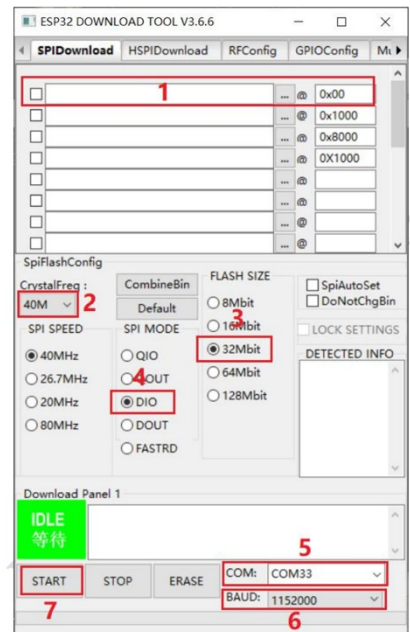 ESP32 DOWNLOAD TOOL V3.6.6
SPIDownload HSPIDownload RFConfig GPIOConfig Mu
1
... @ 0x00
... @ 0x1000
... @ 0x8000
... @ 0X1000
... @
... @
... @
... @
SpiFlashConfig
CrystalFreq :
40M
2
CombineBin
Default
SPI SPEED
40MHz
26.7MHz
20MHz
80MHz
SPI MODE
QIO
QOUT
4
DIO
DOUT
FASTRD
FLASH SIZE
8Mbit
16Mbit
3
32Mbit
64Mbit
128Mbit
SpiAutoSet
DoNotChgBin
LOCK SETTINGS
DETECTED INFO
Download Panel 1
IDLE
等待
5
START STOP ERASE
COM: COM33
BAUD: 1152000
7
6